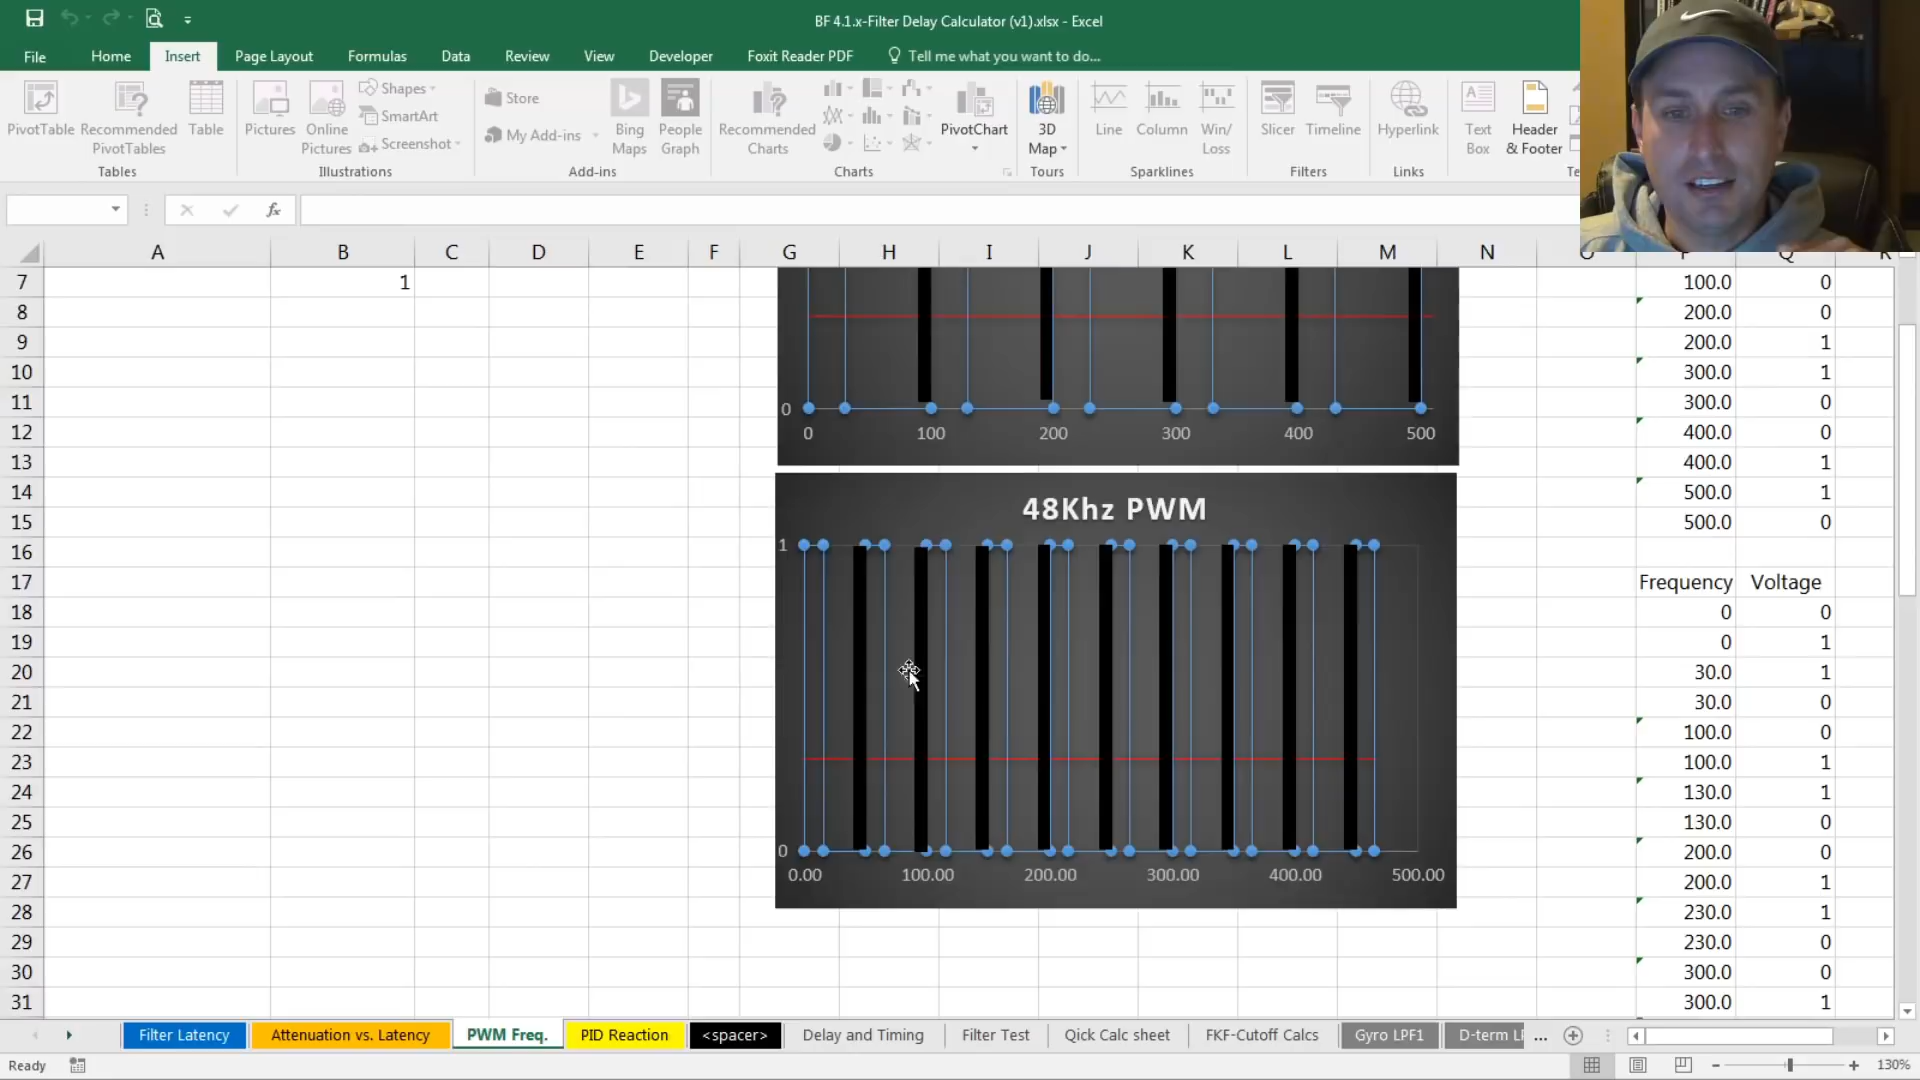 BF 4.1.x-Filter Delay Calculator (v1).xlsx - Excel
File Home Insert Page Layout Formulas Data Review View Developer Foxit Reader PDF Tell me what you want to do...
PivotTable Recommended PivotTables Table
Tables
Pictures Online Pictures Shapes SmartArt Screenshot
Illustrations
Store My Add-ins Bing Maps People Graph
Add-ins
Recommended Charts PivotChart
Charts
3D Map
Tours
Line Column Win/Loss
Sparklines
Slicer Timeline
Filters
Hyperlink
Links
Text Box Header & Footer
fx
A B C D E F G H I J K L M N
7 1 100.0 0
8 200.0 0
9 200.0 1
10 300.0 1
11 300.0 0
12 400.0 0
13 400.0 1
14 500.0 1
15 500.0 0
16
17 Frequency Voltage
18 0 0
19 0 1
20 30.0 1
21 30.0 0
22 100.0 0
23 100.0 1
24 130.0 1
25 130.0 0
26 200.0 0
27 200.0 1
28 230.0 1
29 230.0 0
30 300.0 0
31 300.0 1
0
0 100 200 300 400 500
48Khz PWM
1
0
0.00 100.00 200.00 300.00 400.00 500.00
Filter Latency Attenuation vs. Latency PWM Freq. PID Reaction <spacer> Delay and Timing Filter Test Qick Calc sheet FKF-Cutoff Calcs Gyro LPF1 D-term ...
Ready 130%